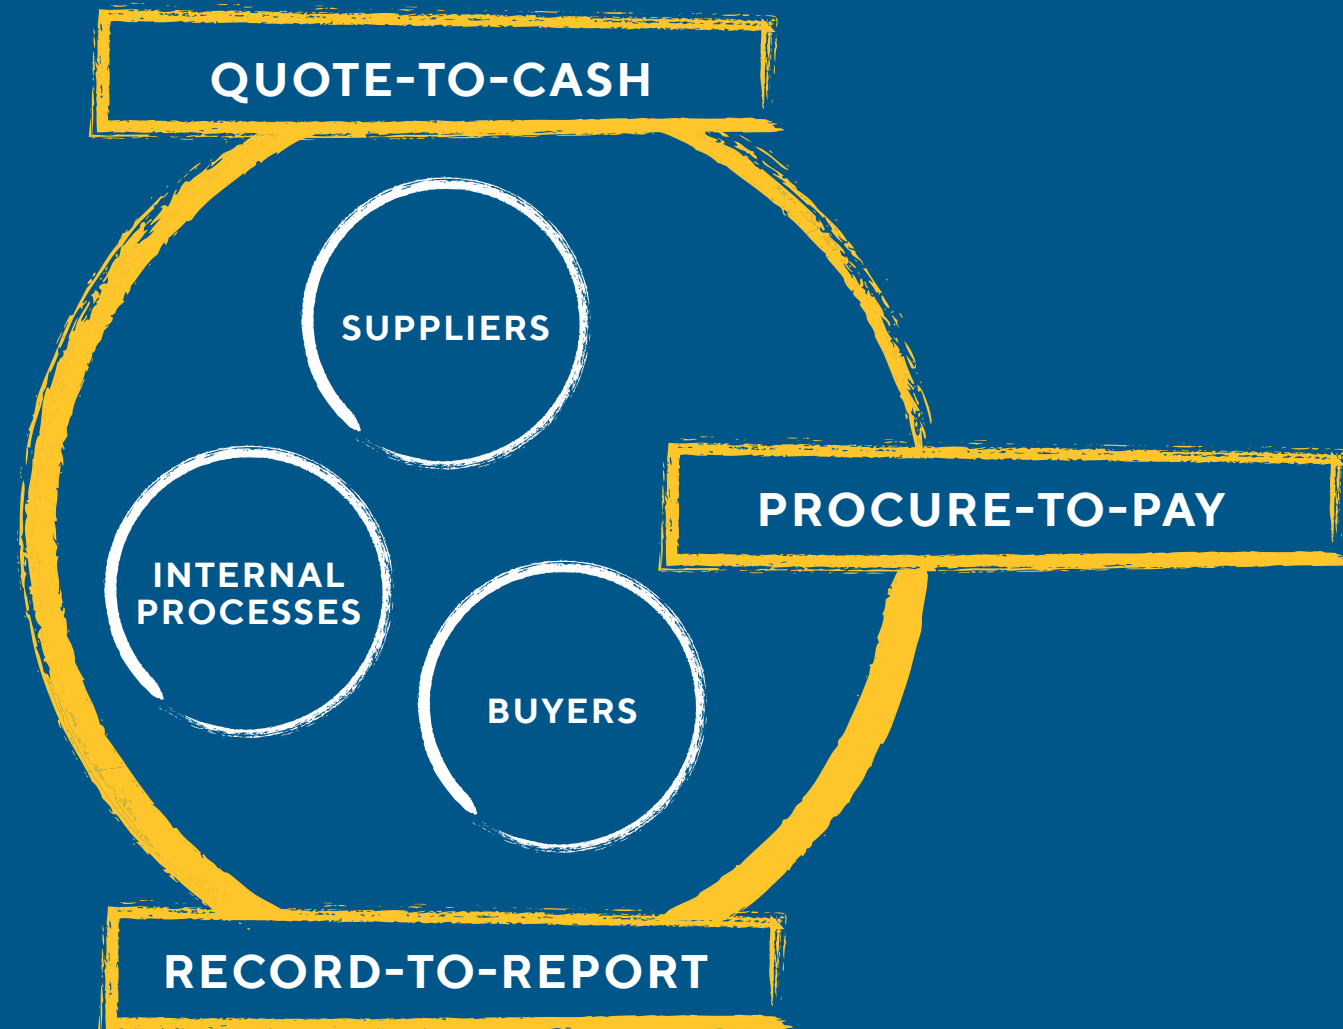 QUOTE-TO-CASH
SUPPLIERS
PROCURE-TO-PAY
INTERNAL
PROCESSES
BUYERS
RECORD-TO-REPORT